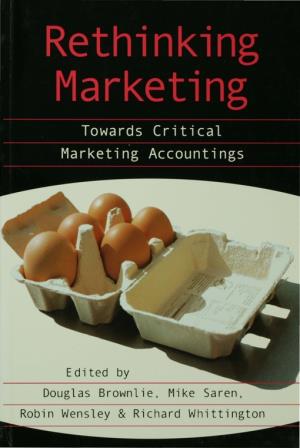 Rethinking
Marketing
Towards Critical
Marketing Accountings
Edited by
Douglas Brownlie, Mike Saren,
Robin Wensley & Richard Whittington